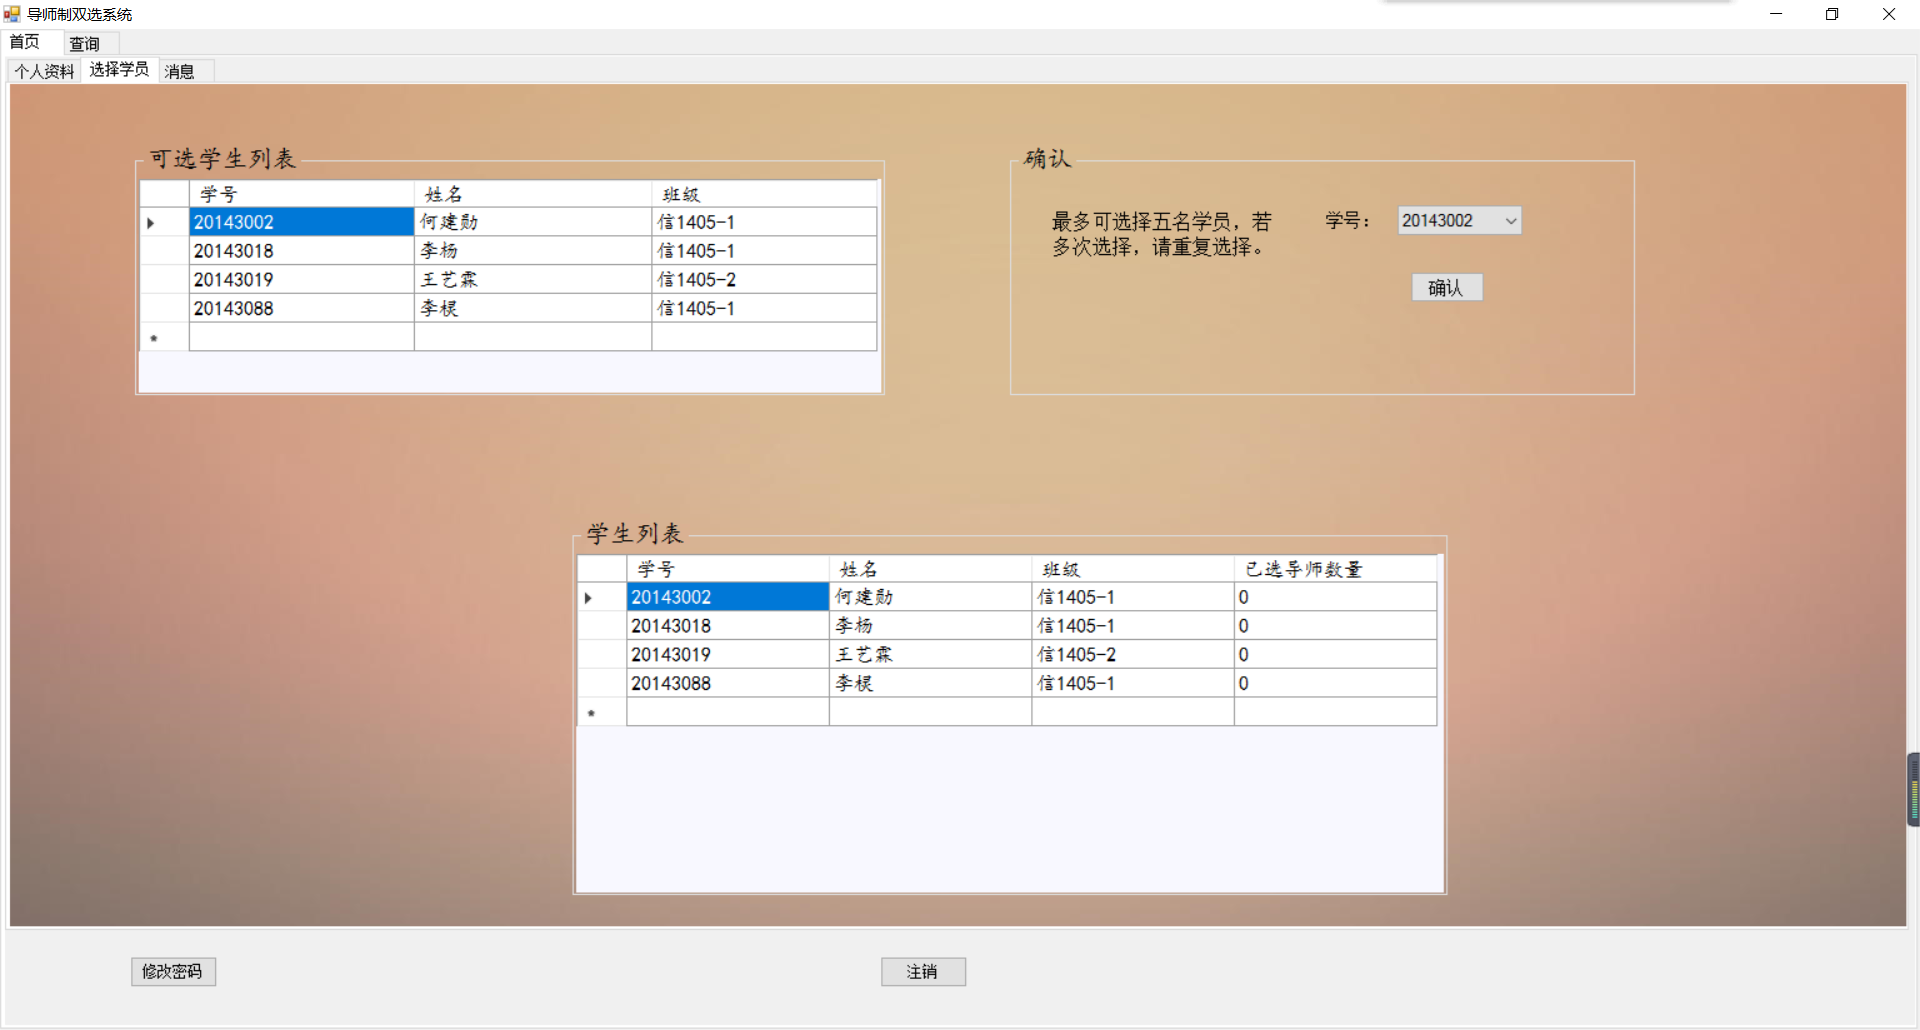 导师制双选系统
首页 查询
个人资料 选择学员 消息
可选学生列表
学号 姓名 班级
20143002 何建勋 信1405-1
20143018 李杨 信1405-1
20143019 王艺霖 信1405-2
20143088 李棂 信1405-1
*
确认
最多可选择五名学员，若
多次选择，请重复选择。
学号： 20143002
确认
学生列表
学号 姓名 班级 已选导师数量
20143002 何建勋 信1405-1 0
20143018 李杨 信1405-1 0
20143019 王艺霖 信1405-2 0
20143088 李棂 信1405-1 0
*
修改密码 注销